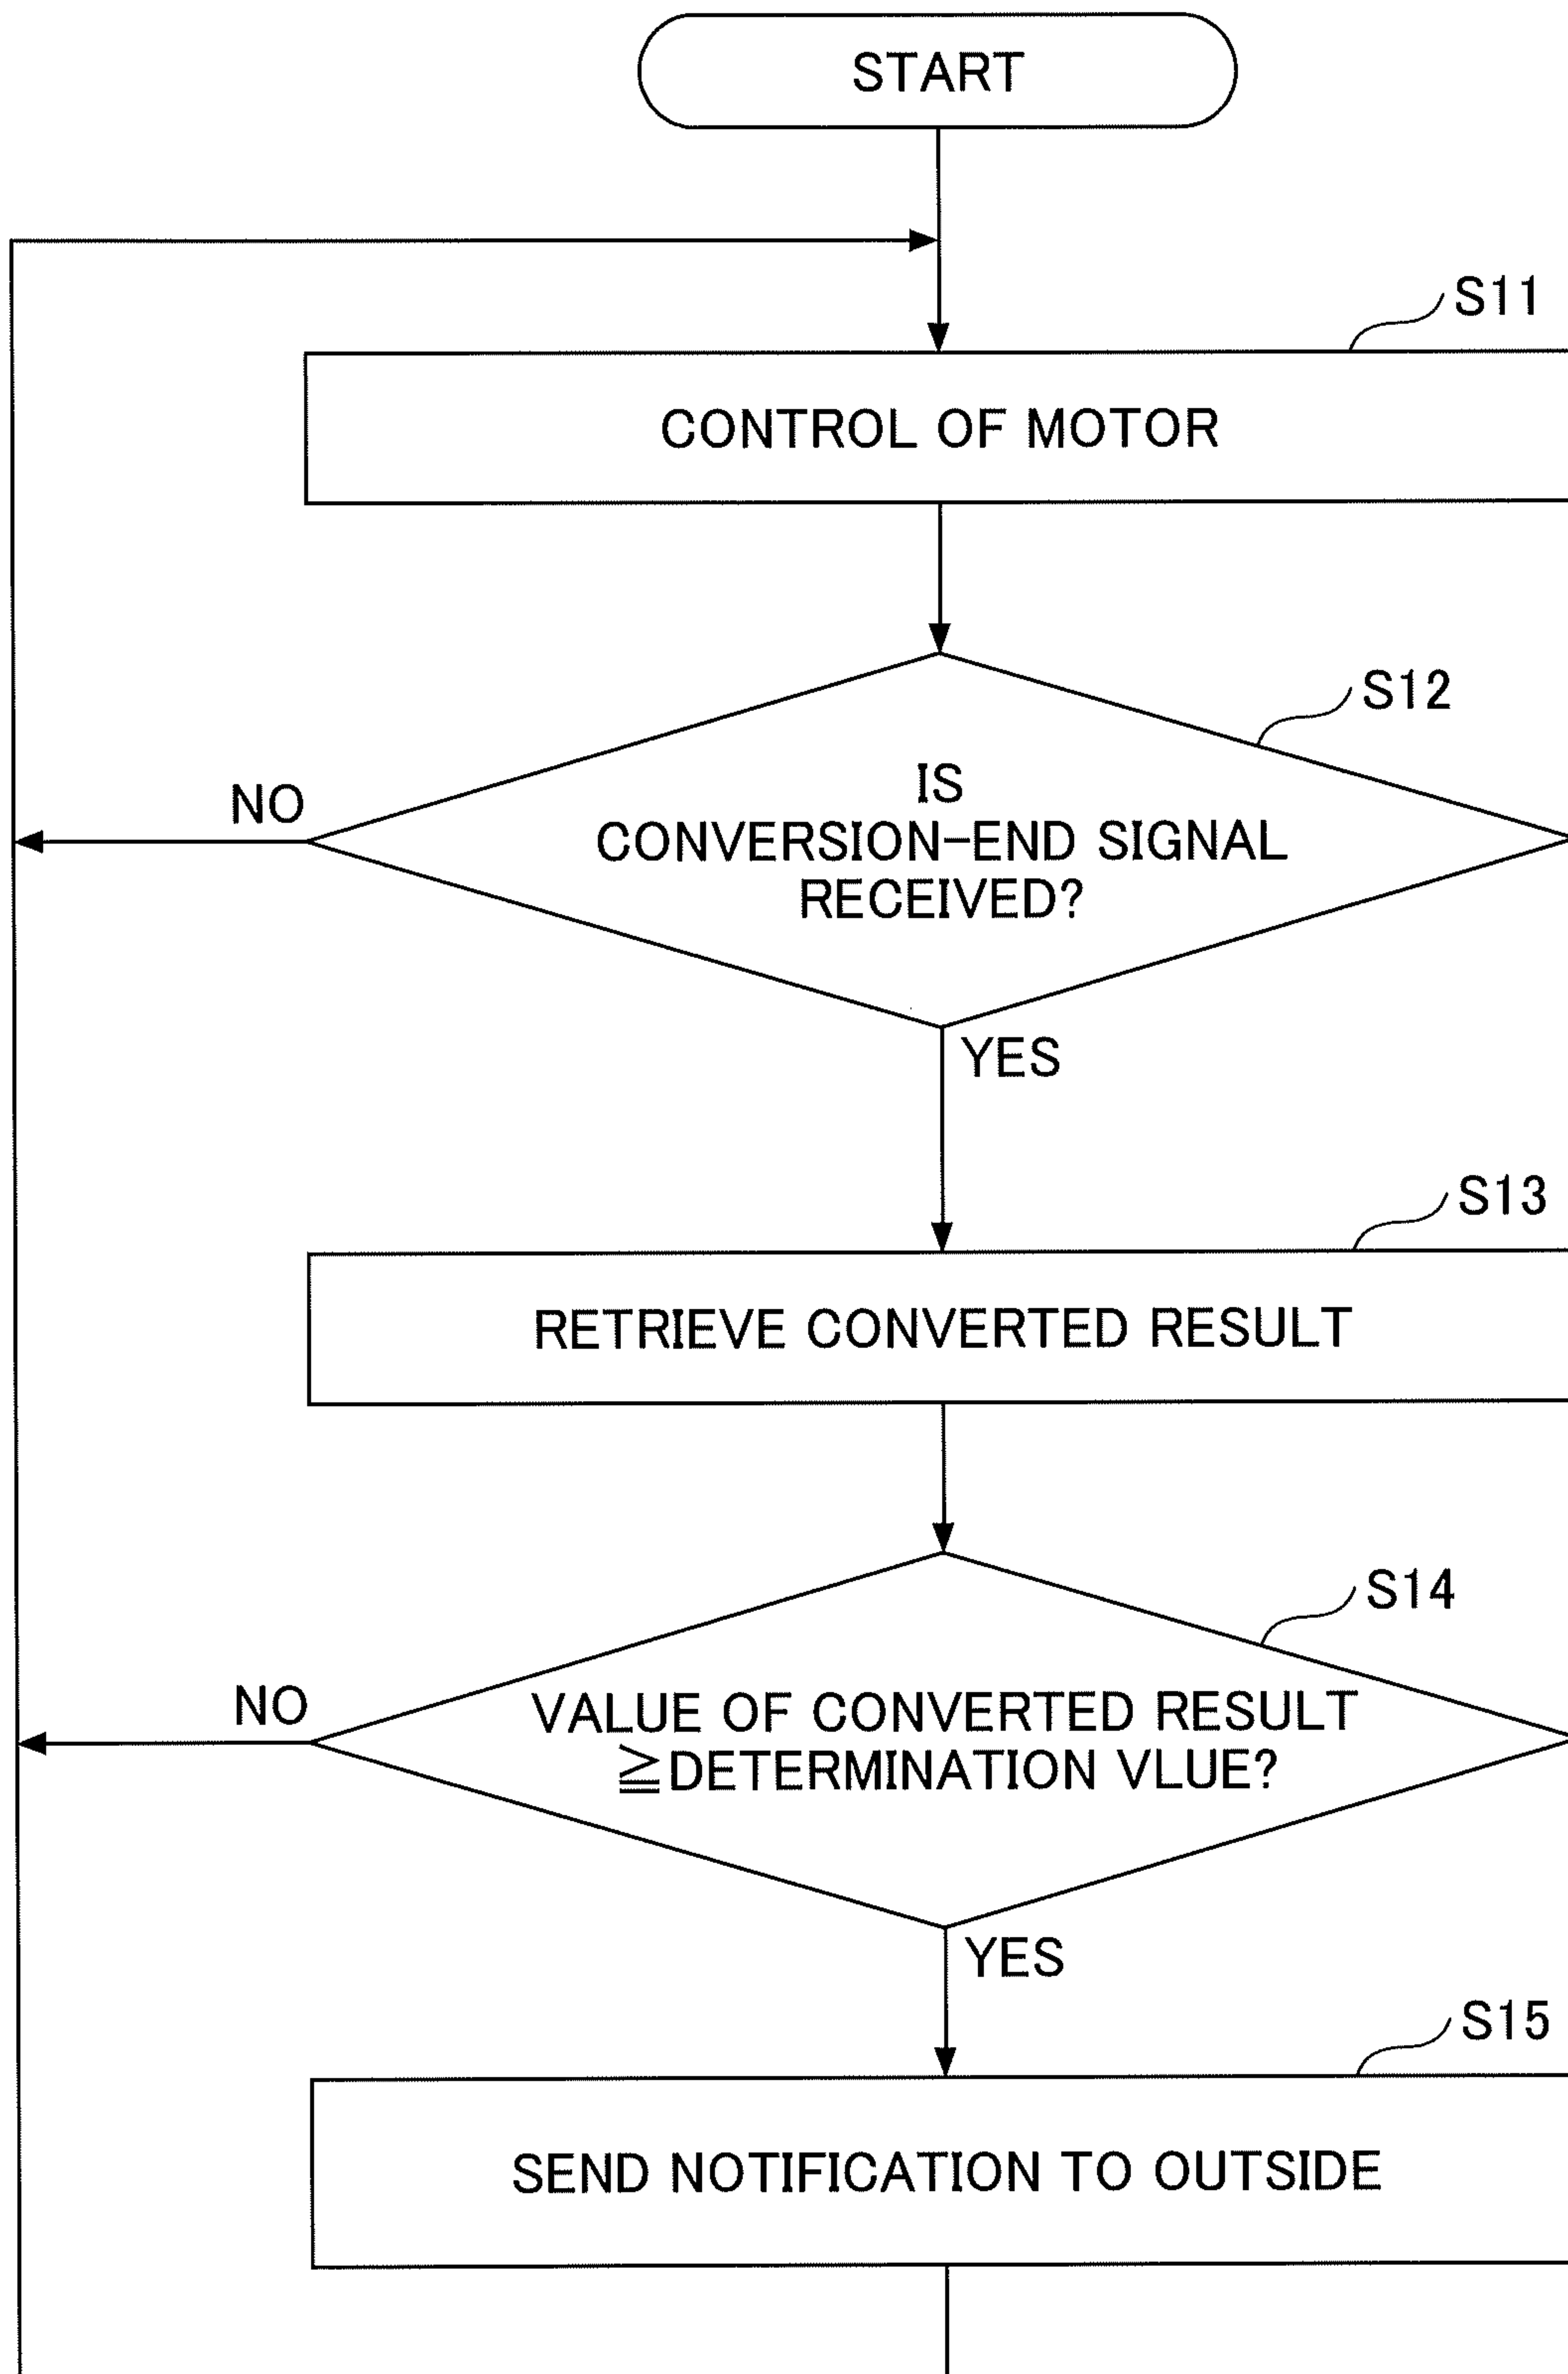 START
S11
CONTROL OF MOTOR
S12
IS
CONVERSION-END SIGNAL
RECEIVED?
NO
YES
S13
RETRIEVE CONVERTED RESULT
S14
VALUE OF CONVERTED RESULT
≧DETERMINATION VLUE?
NO
YES
S15
SEND NOTIFICATION TO OUTSIDE